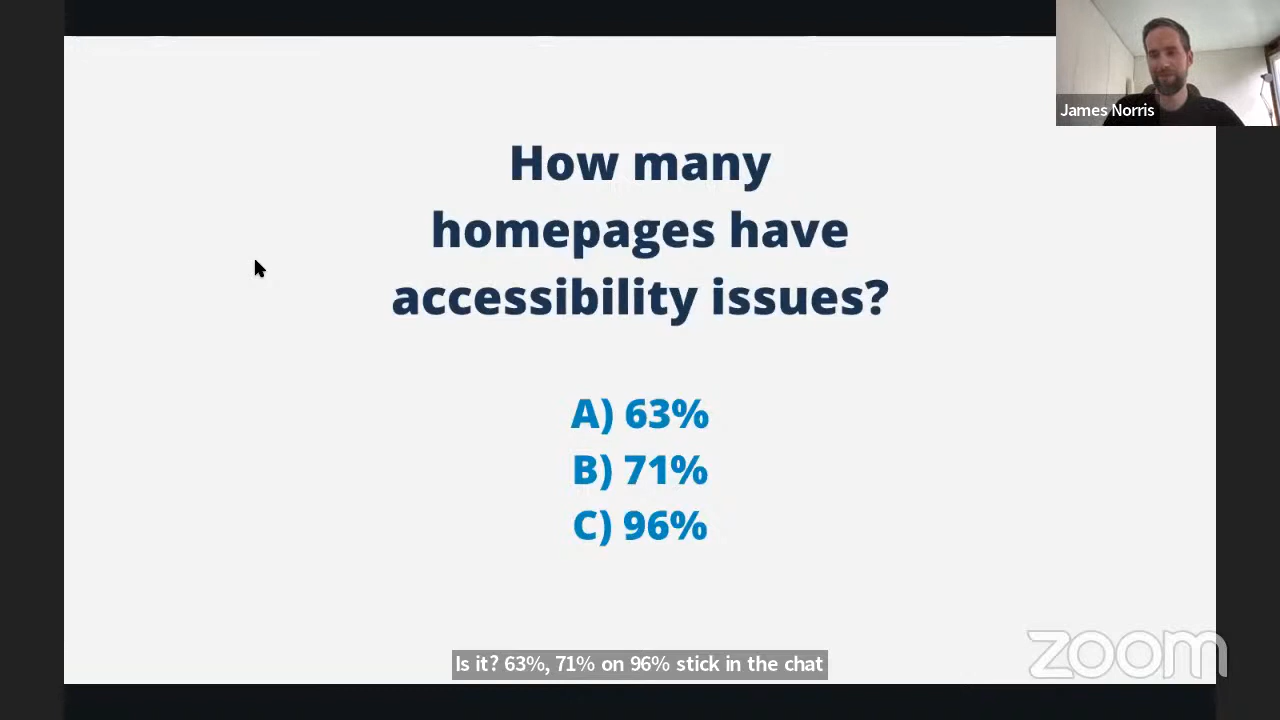 James Norris
How many
homepages have
accessibility issues?
A) 63%
B) 71%
C) 96%
Is it? 63%, 71% on 96% stick in the chat
zoom